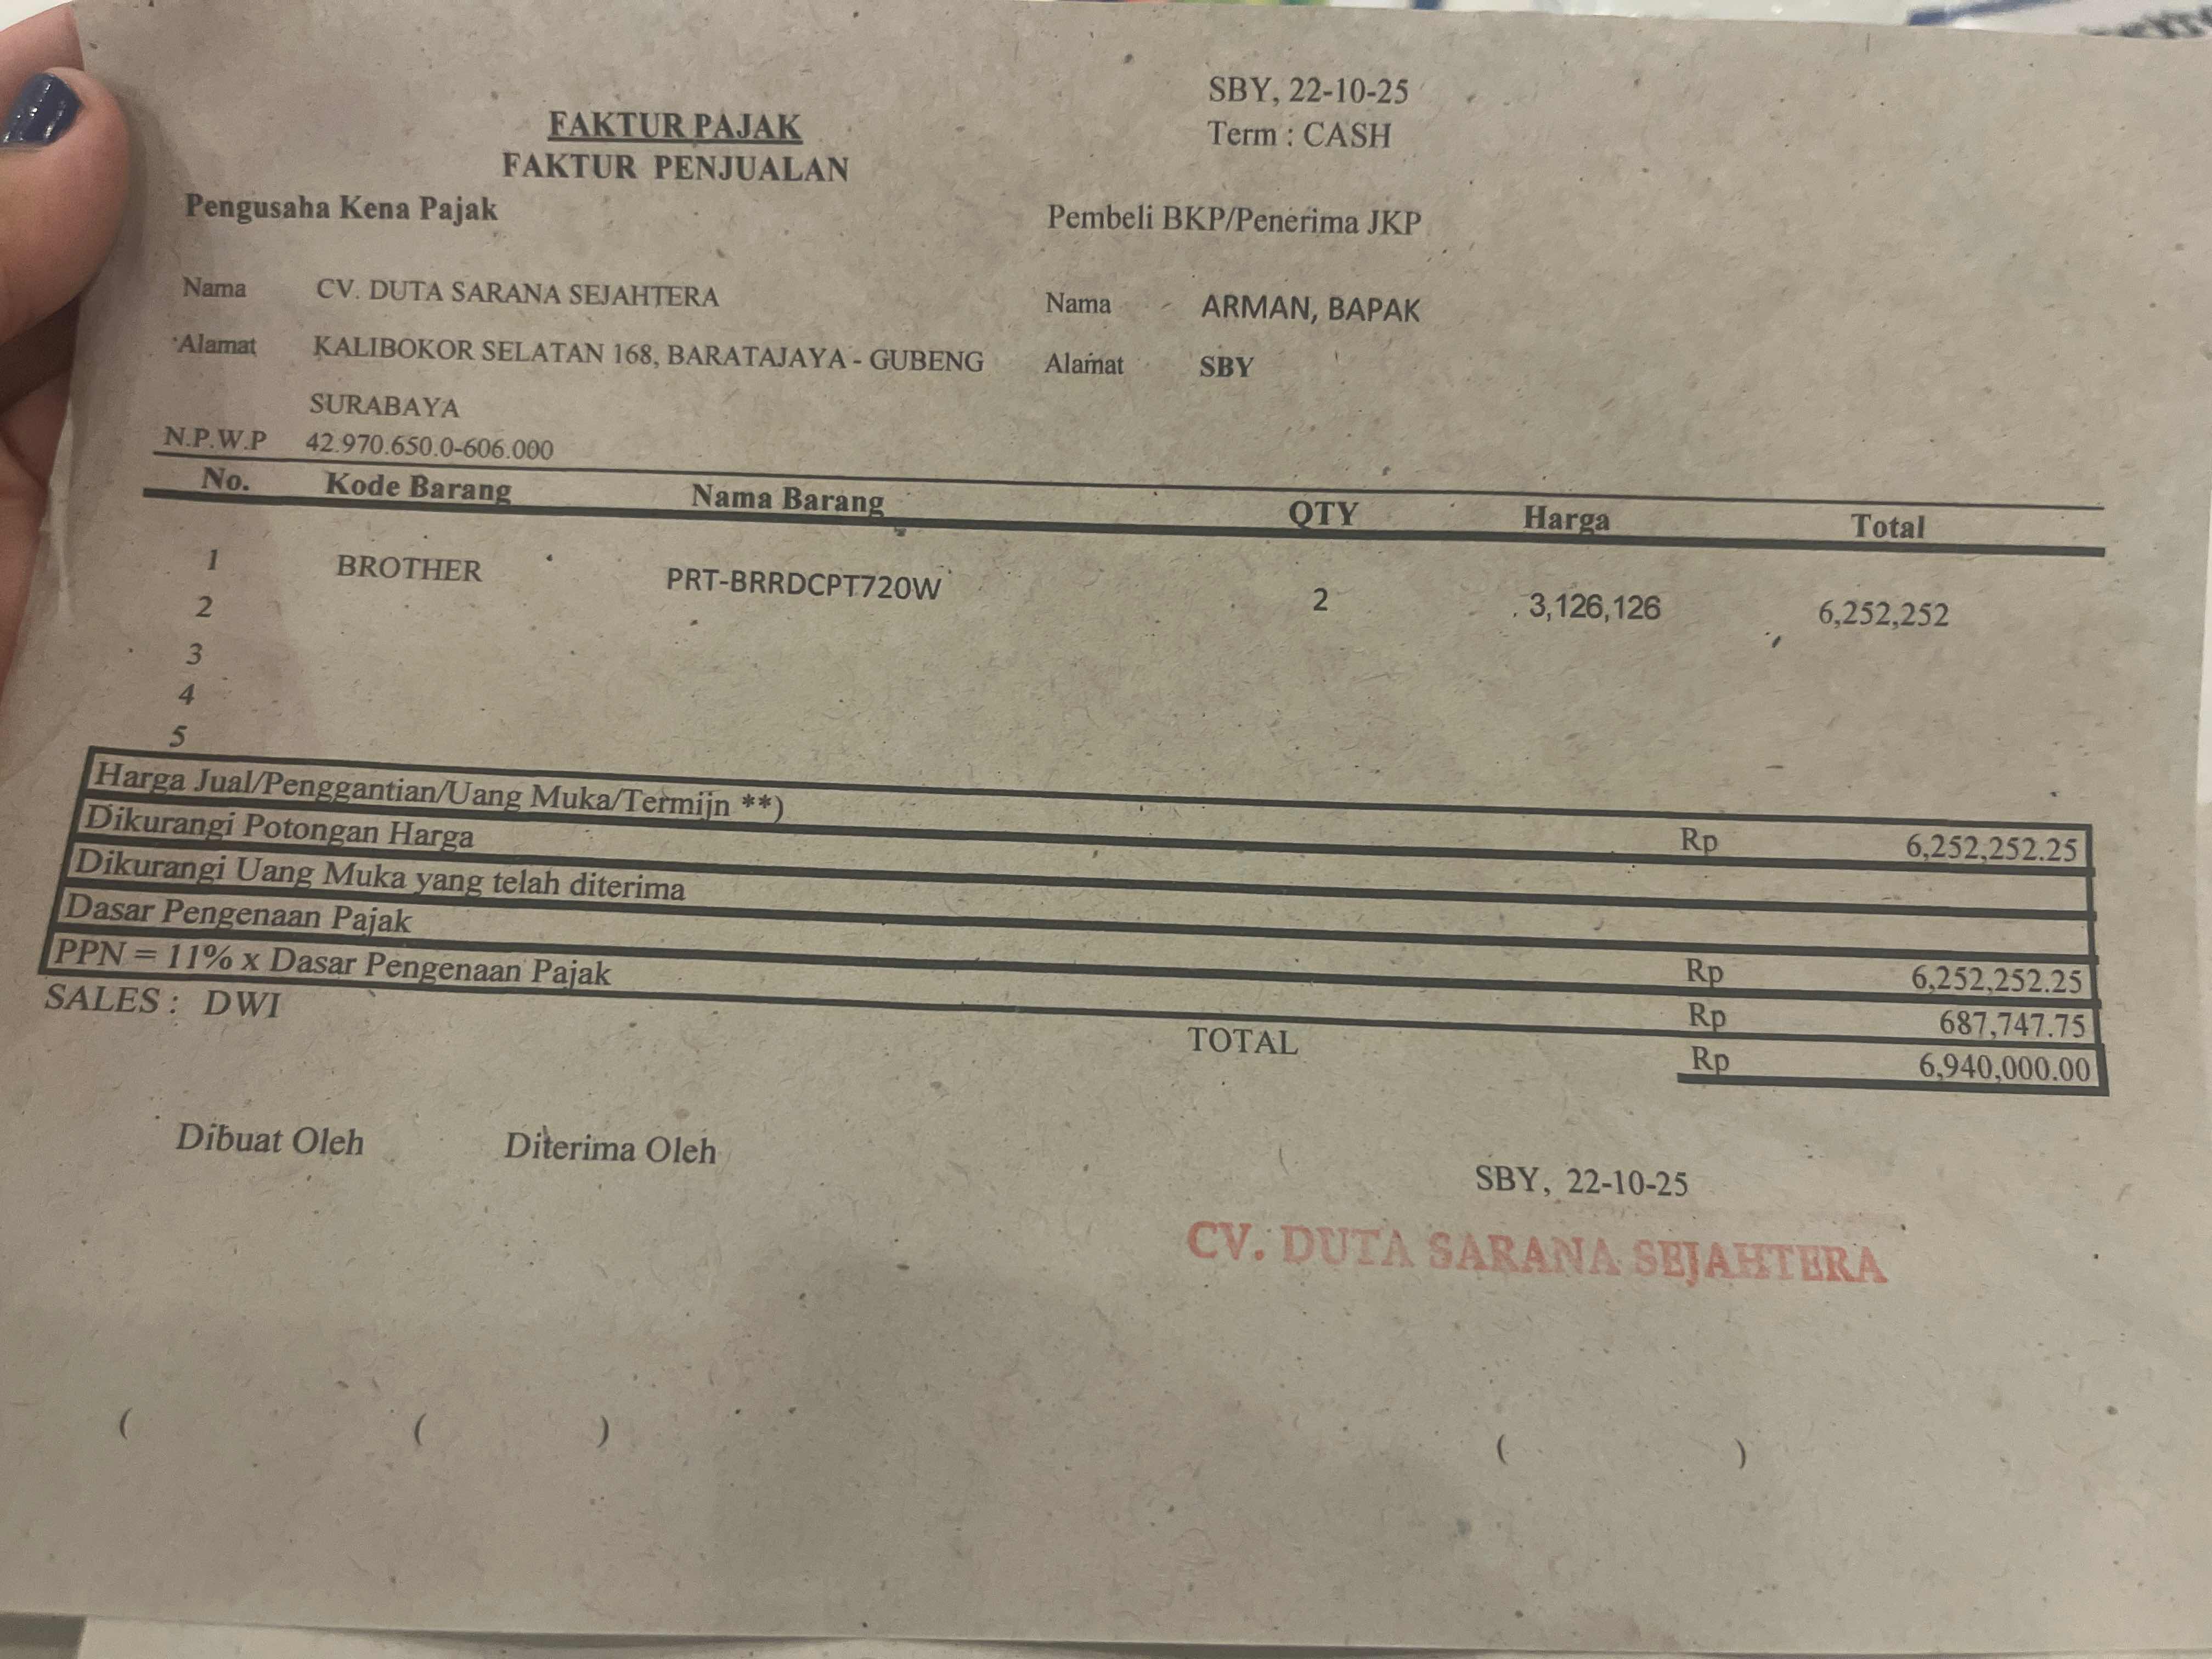 SBY, 22-10-25
FAKTUR PAJAK
Term : CASH
FAKTUR PENJUALAN
Pengusaha Kena Pajak
Pembeli BKP/Penerima JKP
Nama CV. DUTA SARANA SEJAHTERA
Nama ARMAN, BAPAK
Alamat KALIBOKOR SELATAN 168, BARATAJAYA - GUBENG
Alamat SBY
SURABAYA
N.P.W.P 42.970.650.0-606.000
No. Kode Barang Nama Barang QTY Harga Total
1 BROTHER PRT-BRRDCPT720W 2 3,126,126 6,252,252
2
3
4
5
Harga Jual/Penggantian/Uang Muka/Termijn **) Rp 6,252,252.25
Dikurangi Potongan Harga
Dikurangi Uang Muka yang telah diterima
Dasar Pengenaan Pajak Rp 6,252,252.25
PPN = 11% x Dasar Pengenaan Pajak Rp 687,747.75
SALES : DWI
TOTAL Rp 6,940,000.00
Dibuat Oleh Diterima Oleh
SBY, 22-10-25
CV. DUTA SARANA SEJAHTERA
( ( ) ( )